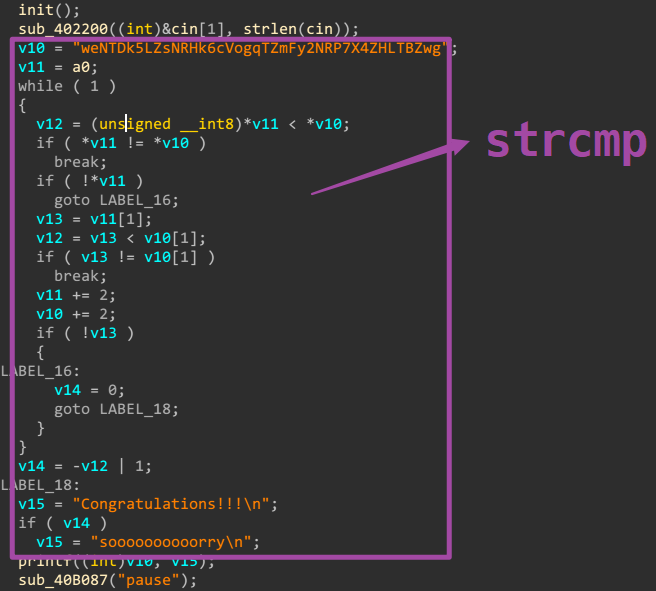 init();
sub_402200((int)&cin[1], strlen(cin));
v10 = "weNTDk5LZsNRHk6cVogqTZmFy2NRP7X4ZHLTBZwg";
v11 = a0;
while ( 1 )
{
v12 = (unsigned __int8)*v11 < *v10;
if ( *v11 != *v10 )
break;
if ( !*v11 )
goto LABEL_16;
v13 = v11[1];
v12 = v13 < v10[1];
if ( v13 != v10[1] )
break;
v11 += 2;
v10 += 2;
if ( !v13 )
{
LABEL_16:
v14 = 0;
goto LABEL_18;
}
}
v14 = -v12 | 1;
LABEL_18:
v15 = "Congratulations!!!\n";
if ( v14 )
v15 = "soooooooooorry\n";
printf((int)v10, v15);
sub_40B087("pause");
strcmp